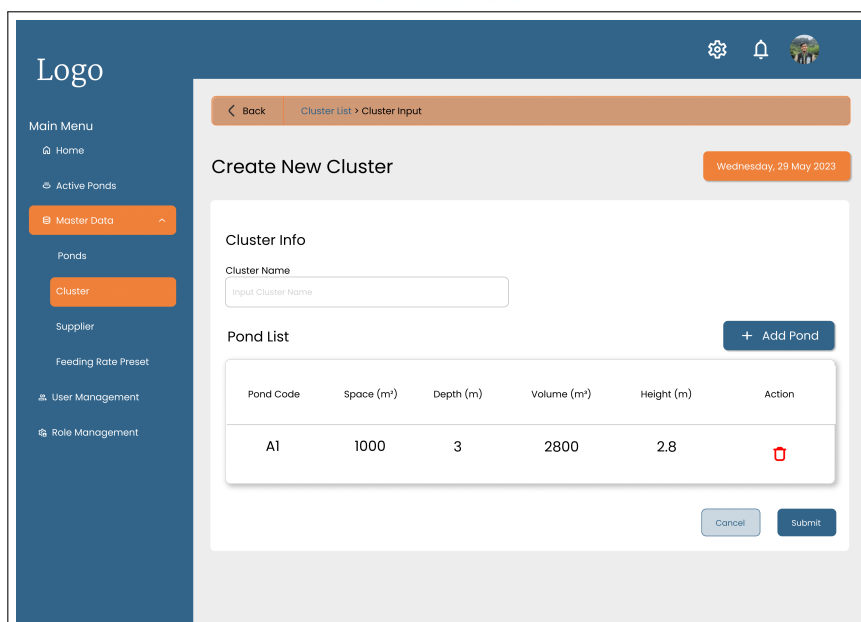 Logo
Main Menu
Home
Active Ponds
Master Data
Ponds
Cluster
Supplier
Feeding Rate Preset
User Management
Role Management
Back Cluster List > Cluster Input
Create New Cluster
Wednesday, 29 May 2023
Cluster Info
Cluster Name
Input Cluster Name
Pond List
+ Add Pond
Pond Code Space (m²) Depth (m) Volume (m³) Height (m) Action
A1 1000 3 2800 2.8
Cancel Submit